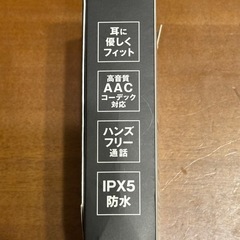 耳に
優しく
フィット
高音質
AAC
コーデック
対応
ハンズ
フリー
通話
IPX5
防水